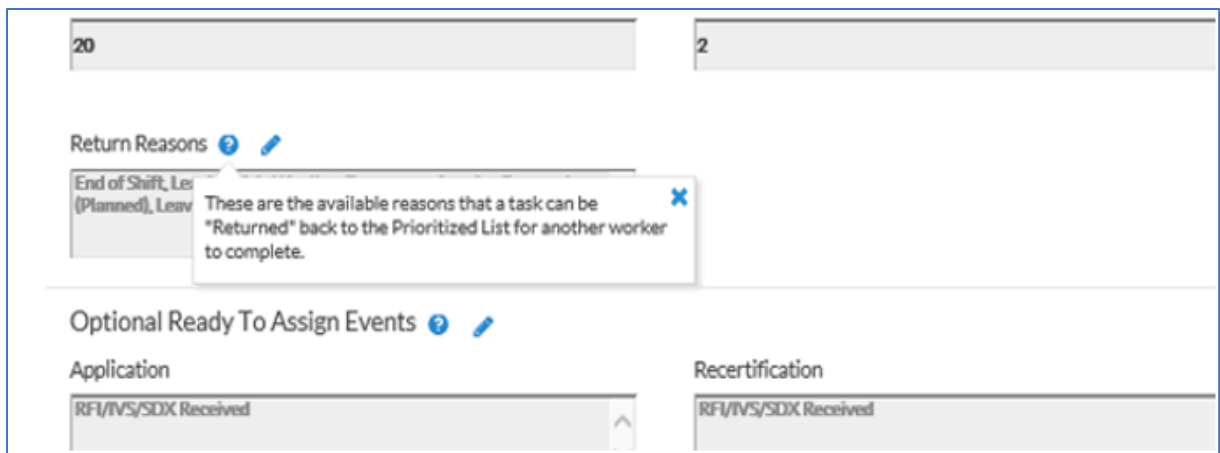 20
2
Return Reasons
End of Shift, Le
(Planned), Leav
These are the available reasons that a task can be
"Returned" back to the Prioritized List for another worker
to complete.
Optional Ready To Assign Events
Application
Recertification
RFI/IVS/SDX Received
RFI/IVS/SDX Received